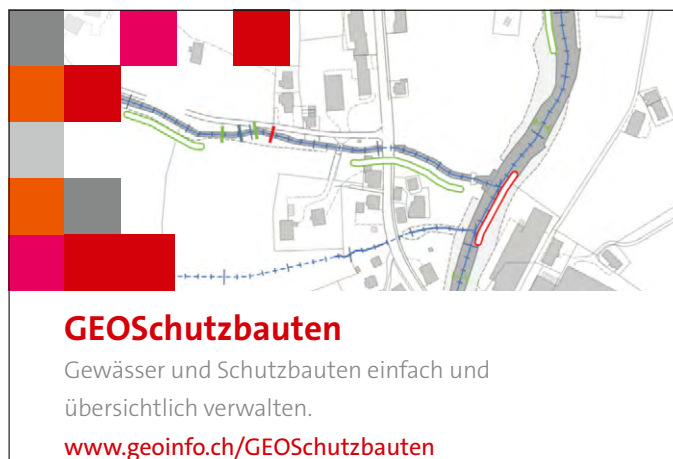 GEOSchutzbauten
Gewässer und Schutzbauten einfach und
übersichtlich verwalten.
www.geoinfo.ch/GEOSchutzbauten